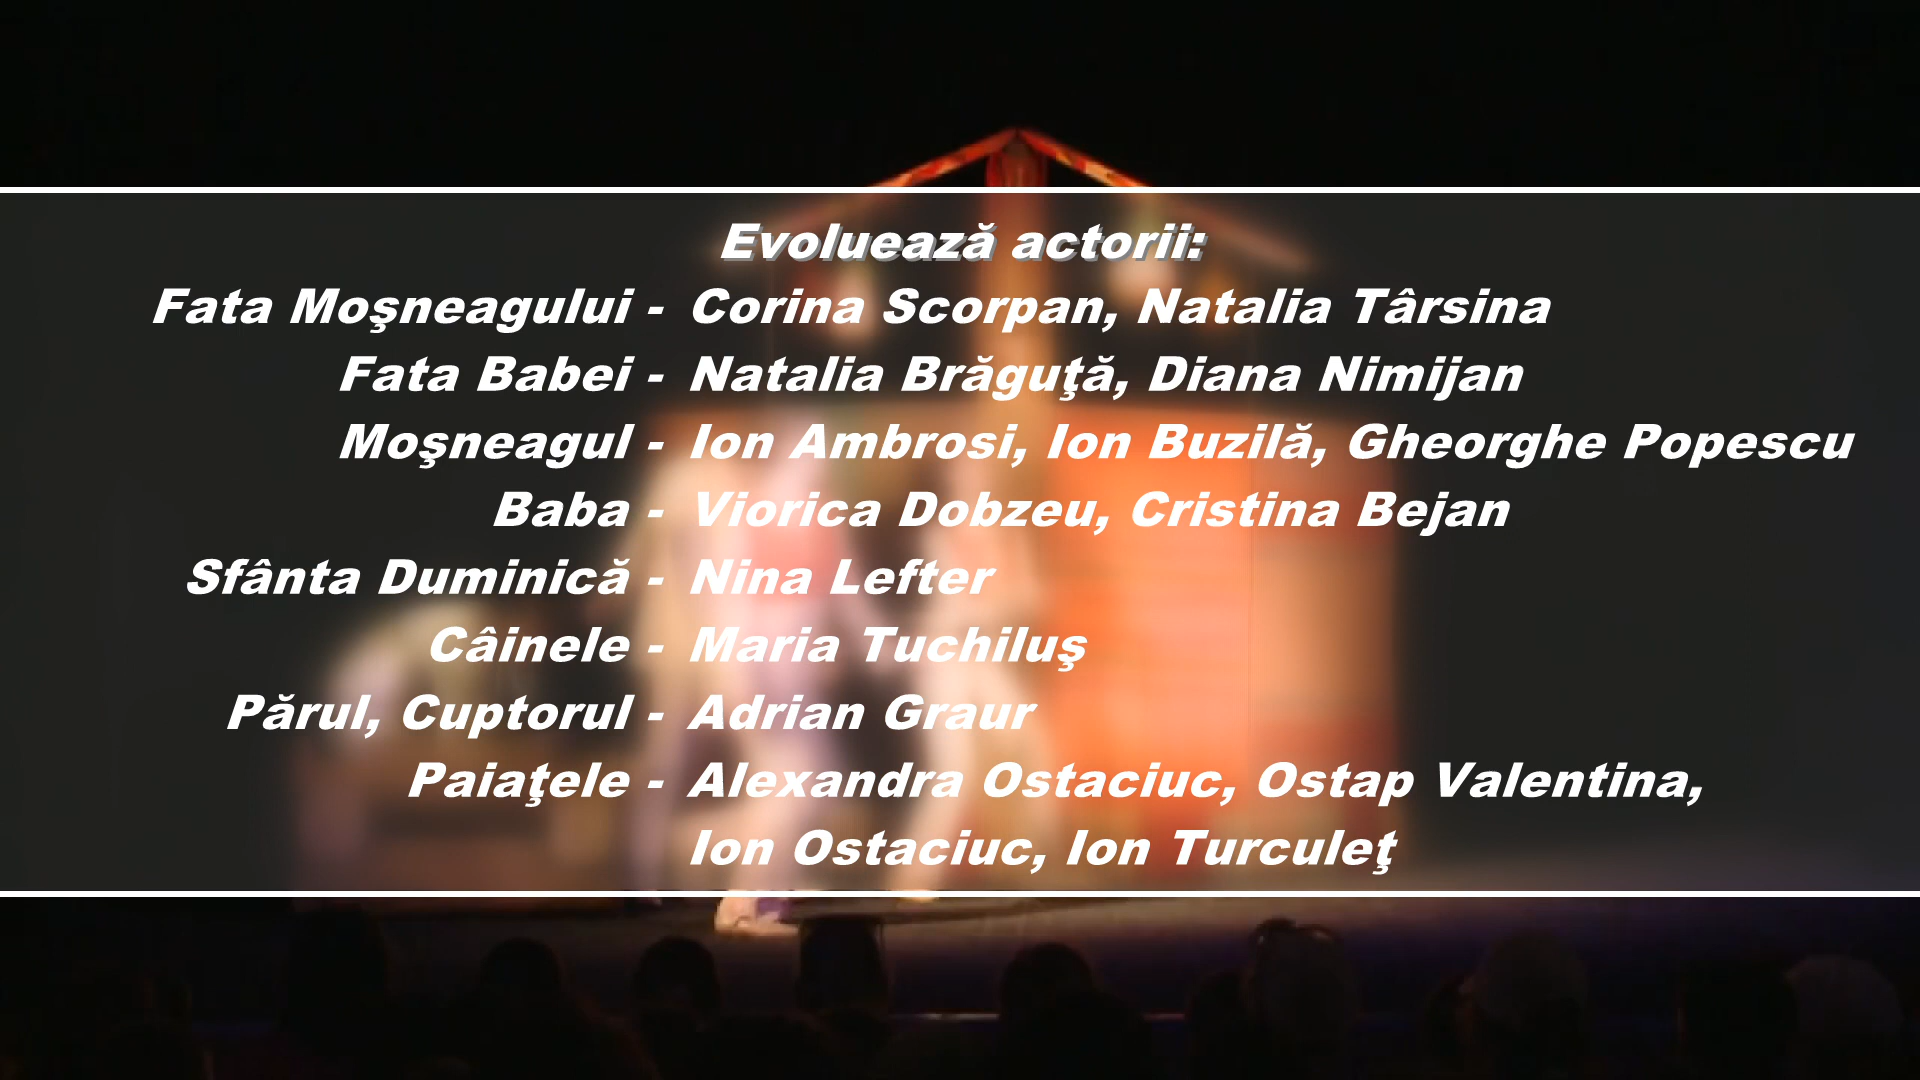 Evoluează actorii:
Fata Moşneagului - Corina Scorpan, Natalia Târsina
Fata Babei - Natalia Brăguţă, Diana Nimijan
Moşneagul - Ion Ambrosi, Ion Buzilă, Gheorghe Popescu
Baba - Viorica Dobzeu, Cristina Bejan
Sfânta Duminică - Nina Lefter
Câinele - Maria Tuchiluş
Părul, Cuptorul - Adrian Graur
Paiaţele - Alexandra Ostaciuc, Ostap Valentina,
Ion Ostaciuc, Ion Turculeţ